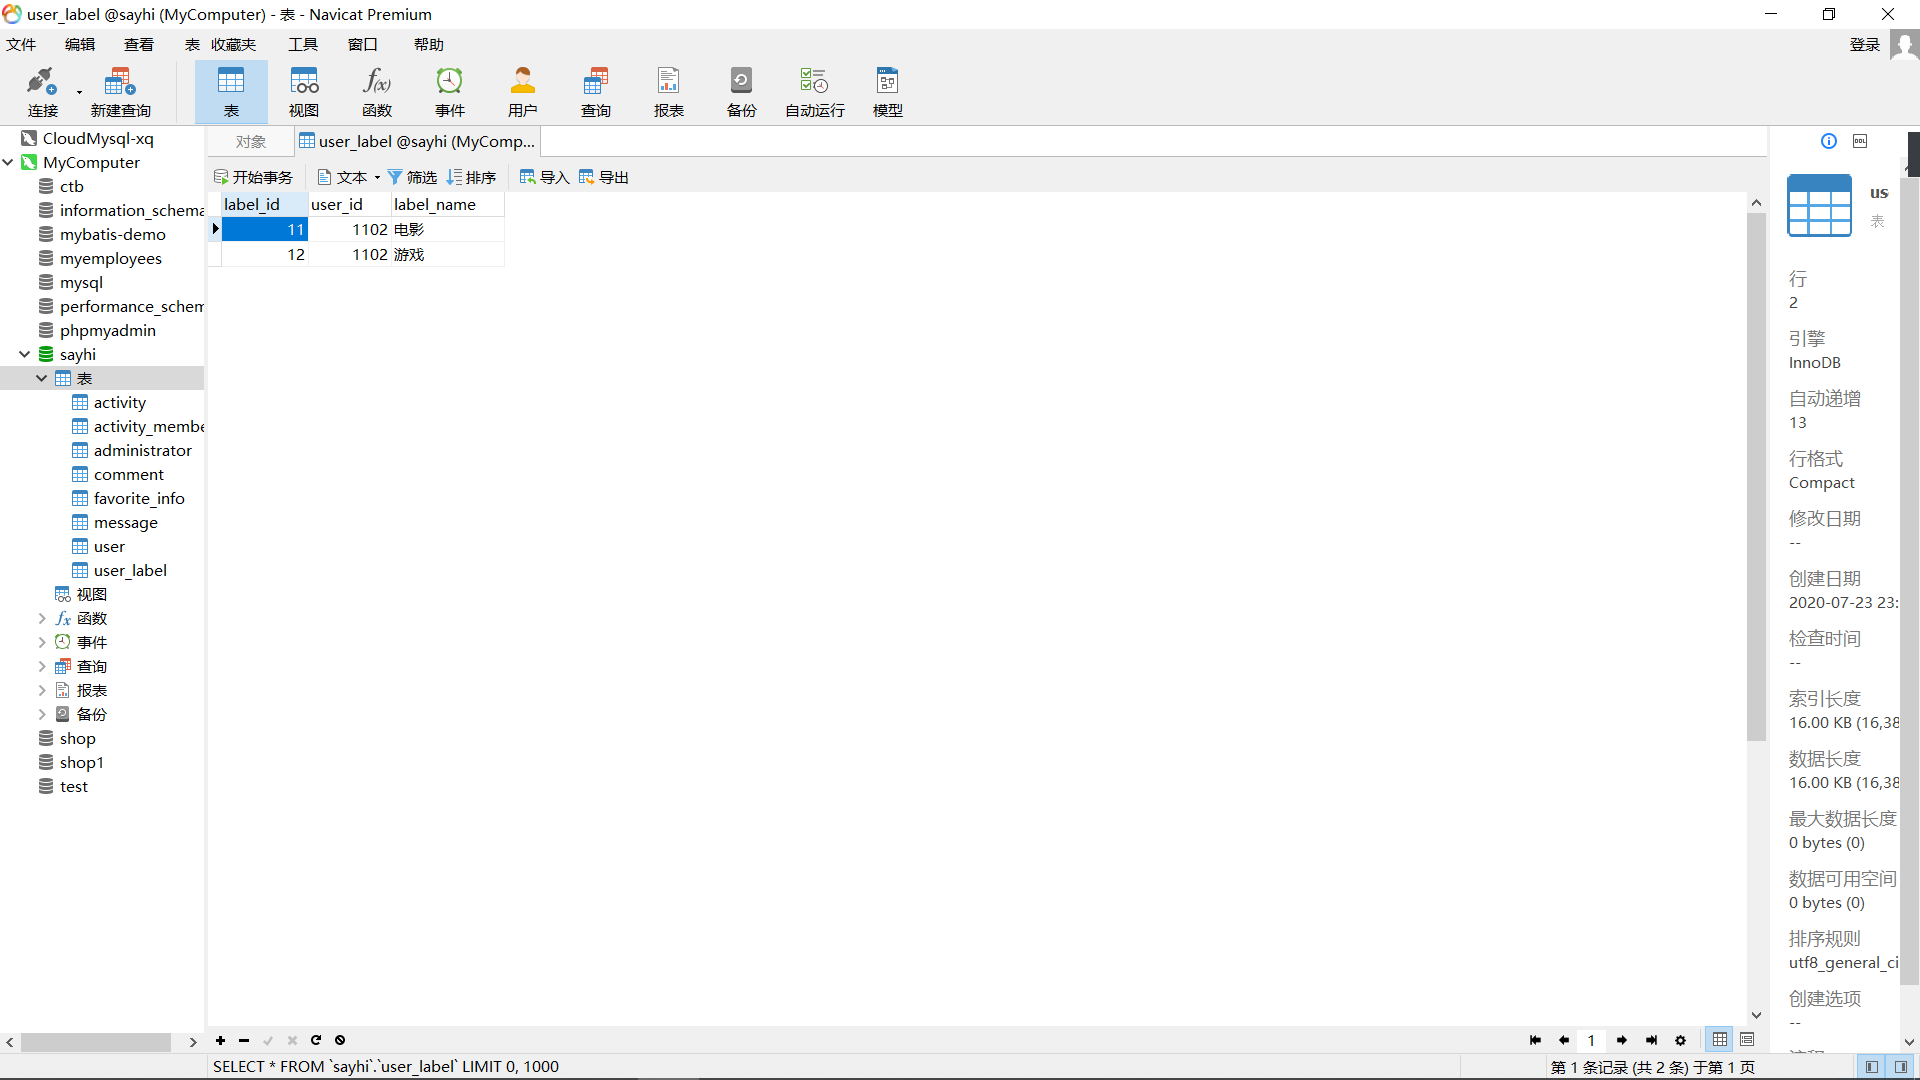 user_label @sayhi (MyComputer) - 表 - Navicat Premium
文件 编辑 查看 表 收藏夹 工具 窗口 帮助 登录
连接 新建查询 表 视图 函数 事件 用户 查询 报表 备份 自动运行 模型
CloudMysql-xq
MyComputer
ctb
information_schema
mybatis-demo
myemployees
mysql
performance_schem
phpmyadmin
sayhi
表
activity
activity_membe
administrator
comment
favorite_info
message
user
user_label
视图
函数
事件
查询
报表
备份
shop
shop1
test
对象 user_label @sayhi (MyComp...
开始事务 文本 筛选 排序 导入 导出
label_id user_id label_name
11 1102 电影
12 1102 游戏
us
表
行
2
引擎
InnoDB
自动递增
13
行格式
Compact
修改日期
--
创建日期
2020-07-23 23:
检查时间
--
索引长度
16.00 KB (16,38
数据长度
16.00 KB (16,38
最大数据长度
0 bytes (0)
数据可用空间
0 bytes (0)
排序规则
utf8_general_ci
创建选项
--
1
SELECT * FROM `sayhi`.`user_label` LIMIT 0, 1000
第 1 条记录 (共 2 条) 于第 1 页